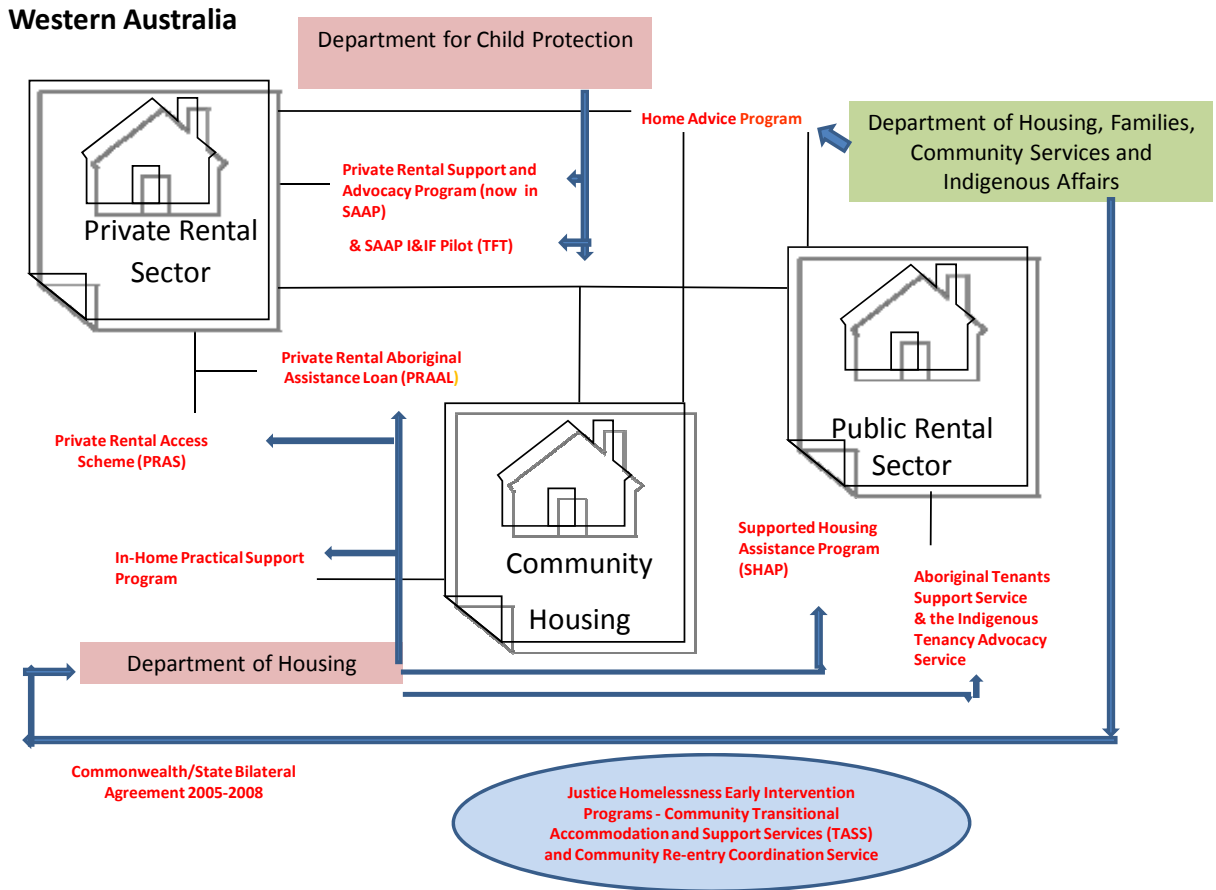 Western Australia
Department for Child Protection
Home Advice Program
Department of Housing, Families,
Community Services and
Indigenous Affairs
Private Rental Support and
Advocacy Program (now in
SAAP)
& SAAP I&IF Pilot (TFT)
Private Rental
Sector
Private Rental Aboriginal
Assistance Loan (PRAAL)
Private Rental Access
Scheme (PRAS)
Public Rental
Sector
In-Home Practical Support
Program
Community
Housing
Supported Housing
Assistance Program
(SHAP)
Aboriginal Tenants
Support Service
& the Indigenous
Tenancy Advocacy
Service
Department of Housing
Commonwealth/State Bilateral
Agreement 2005-2008
Justice Homelessness Early Intervention
Programs - Community Transitional
Accommodation and Support Services (TASS)
and Community Re-entry Coordination Service